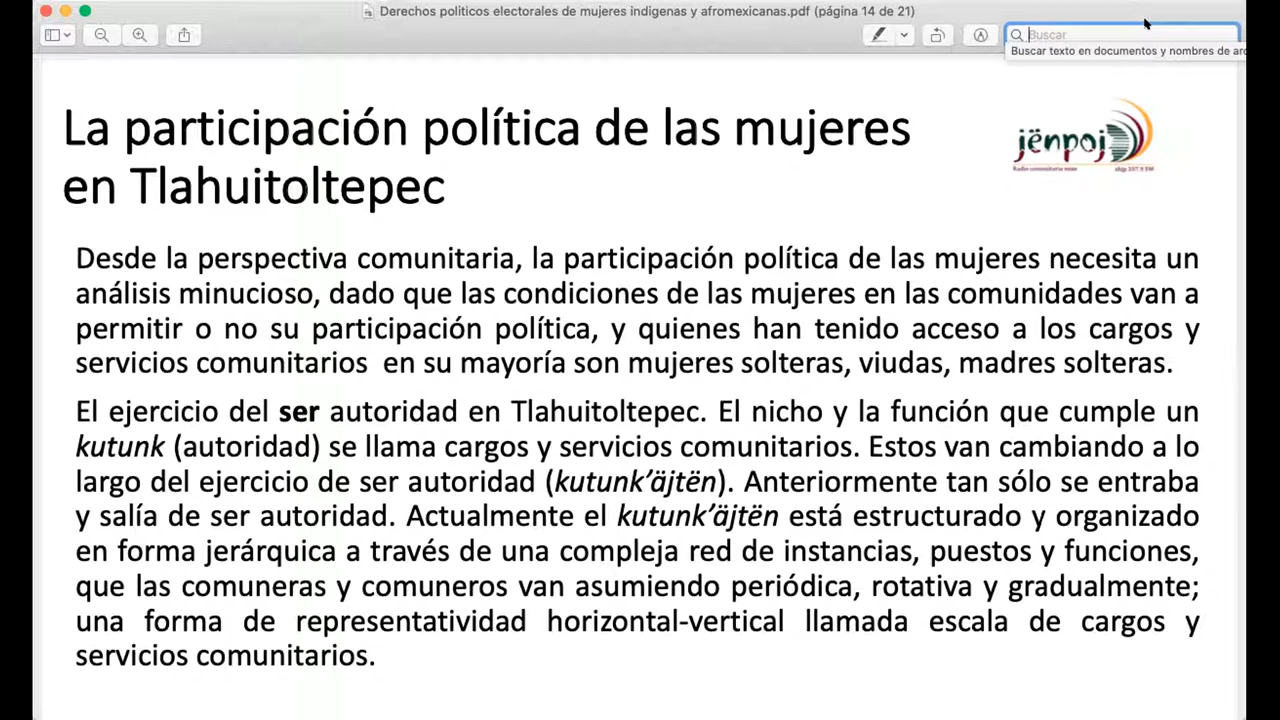 Derechos politicos electorales de mujeres indigenas y afromexicanas.pdf (página 14 de 21)
Buscar
Buscar texto en documentos y nombres de arc
La participación política de las mujeres
en Tlahuitoltepec
jënpoj
Radio comunitaria
107.9 FM
Desde la perspectiva comunitaria, la participación política de las mujeres necesita un
análisis minucioso, dado que las condiciones de las mujeres en las comunidades van a
permitir o no su participación política, y quienes han tenido acceso a los cargos y
servicios comunitarios en su mayoría son mujeres solteras, viudas, madres solteras.
El ejercicio del ser autoridad en Tlahuitoltepec. El nicho y la función que cumple un
kutunk (autoridad) se llama cargos y servicios comunitarios. Estos van cambiando a lo
largo del ejercicio de ser autoridad (kutunk’äjtën). Anteriormente tan sólo se entraba
y salía de ser autoridad. Actualmente el kutunk’äjtën está estructurado y organizado
en forma jerárquica a través de una compleja red de instancias, puestos y funciones,
que las comuneras y comuneros van asumiendo periódica, rotativa y gradualmente;
una forma de representatividad horizontal-vertical llamada escala de cargos y
servicios comunitarios.